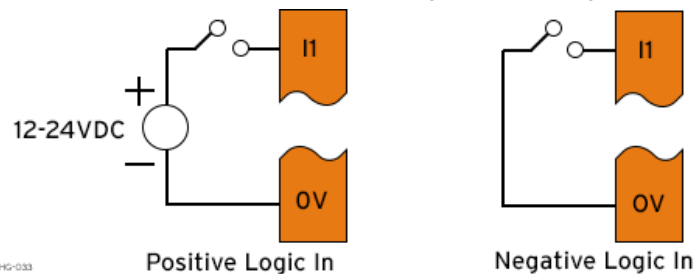 I1
I1
+
12-24VDC
−
0V
0V
HG-033
Positive Logic In
Negative Logic In